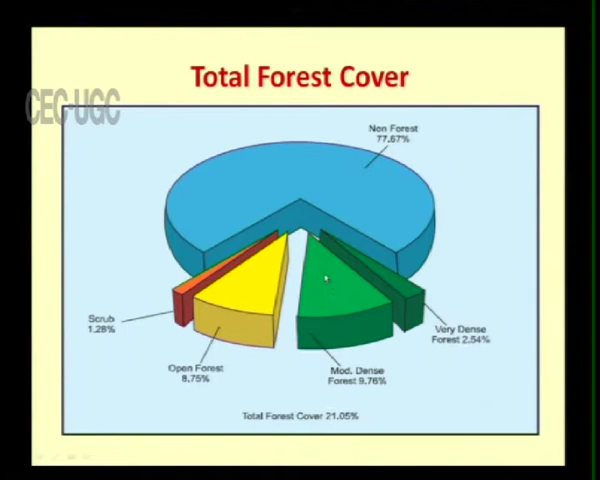 Total Forest Cover
CEC-UGC
Non Forest
77.67%
Scrub
1.28%
Very Dense
Forest 2.54%
Open Forest
8.75%
Mod. Dense
Forest 9.76%
Total Forest Cover 21.05%